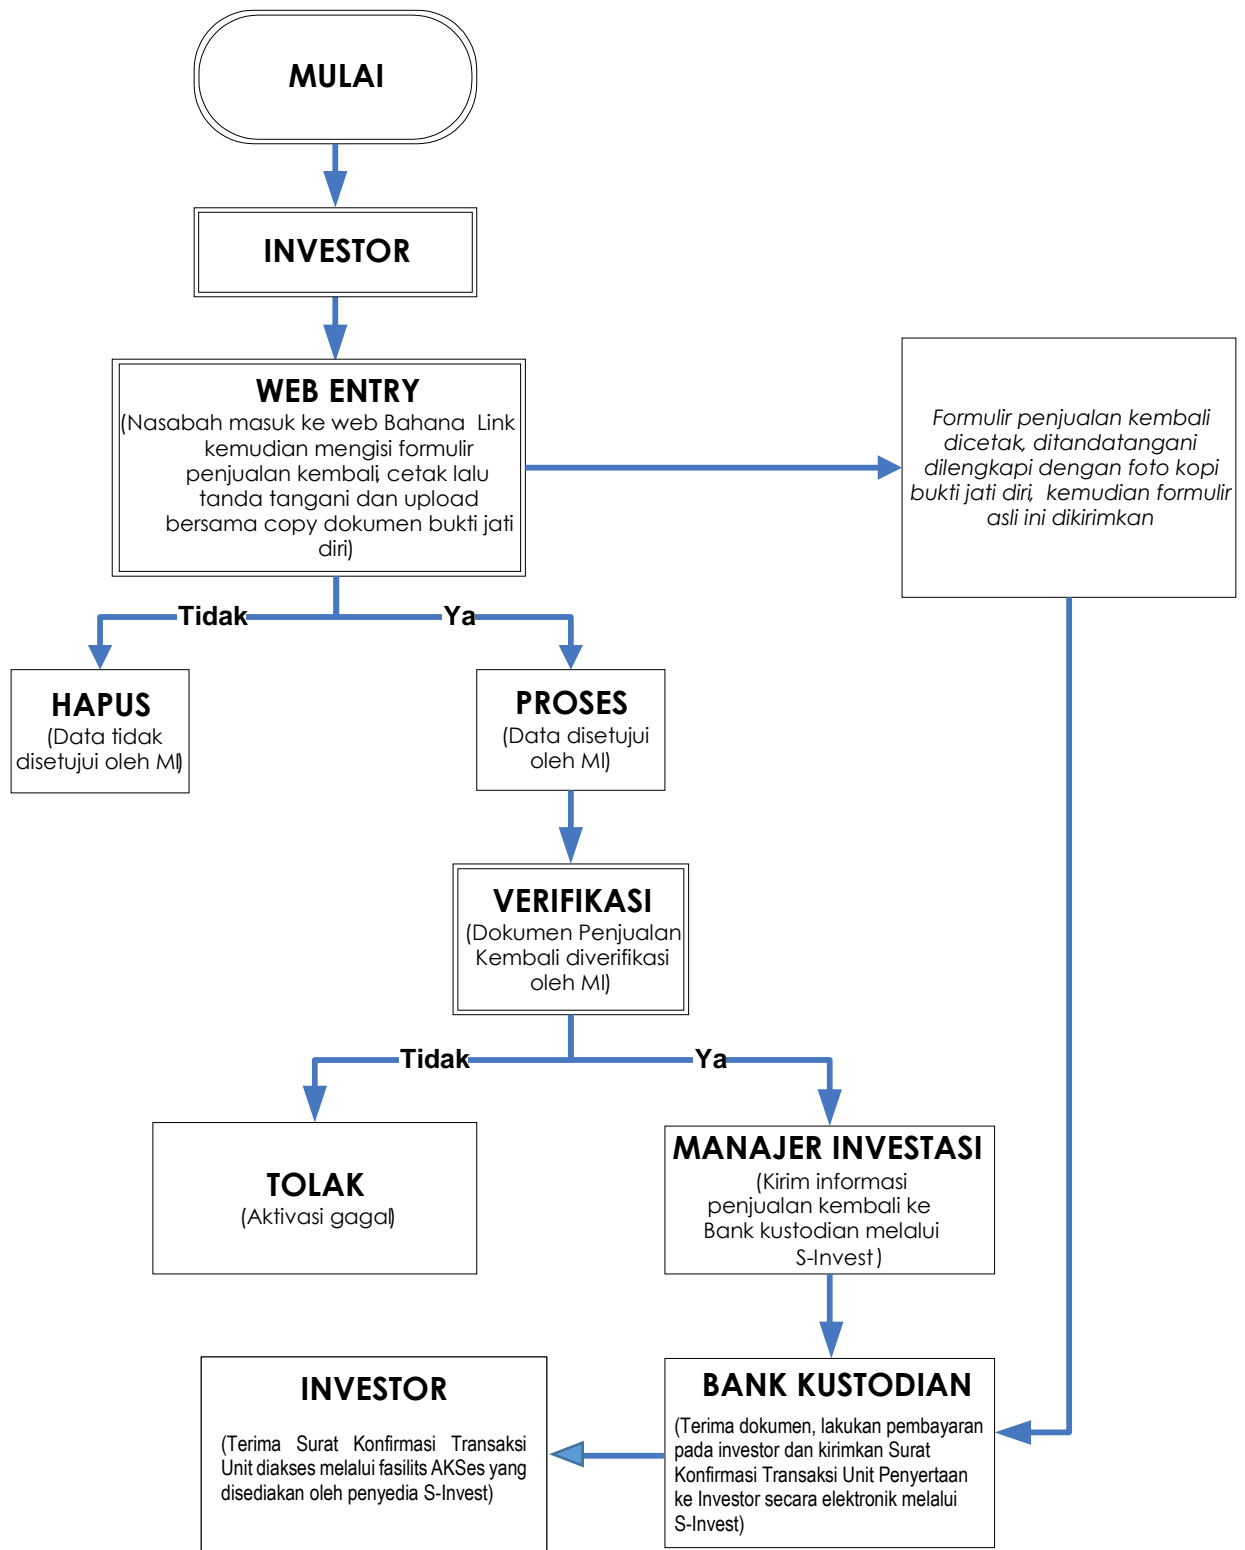 MULAI
INVESTOR
WEB ENTRY
(Nasabah masuk ke web Bahana Link
kemudian mengisi formulir
penjualan kembali, cetak lalu
tanda tangani dan upload
bersama copy dokumen bukti jati
diri)
Formulir penjualan kembali
dicetak, ditandatangani
dilengkapi dengan foto kopi
bukti jati diri, kemudian formulir
asli ini dikirimkan
Tidak
Ya
HAPUS
(Data tidak
disetujui oleh MI)
PROSES
(Data disetujui
oleh MI)
VERIFIKASI
(Dokumen Penjualan
Kembali diverifikasi
oleh MI)
Tidak
Ya
TOLAK
(Aktivasi gagal)
MANAJER INVESTASI
(Kirim informasi
penjualan kembali ke
Bank kustodian melalui
S-Invest)
INVESTOR
(Terima Surat Konfirmasi Transaksi
Unit diakses melalui fasilits AKSes yang
disediakan oleh penyedia S-Invest)
BANK KUSTODIAN
(Terima dokumen, lakukan pembayaran
pada investor dan kirimkan Surat
Konfirmasi Transaksi Unit Penyertaan
ke Investor secara elektronik melalui
S-Invest)